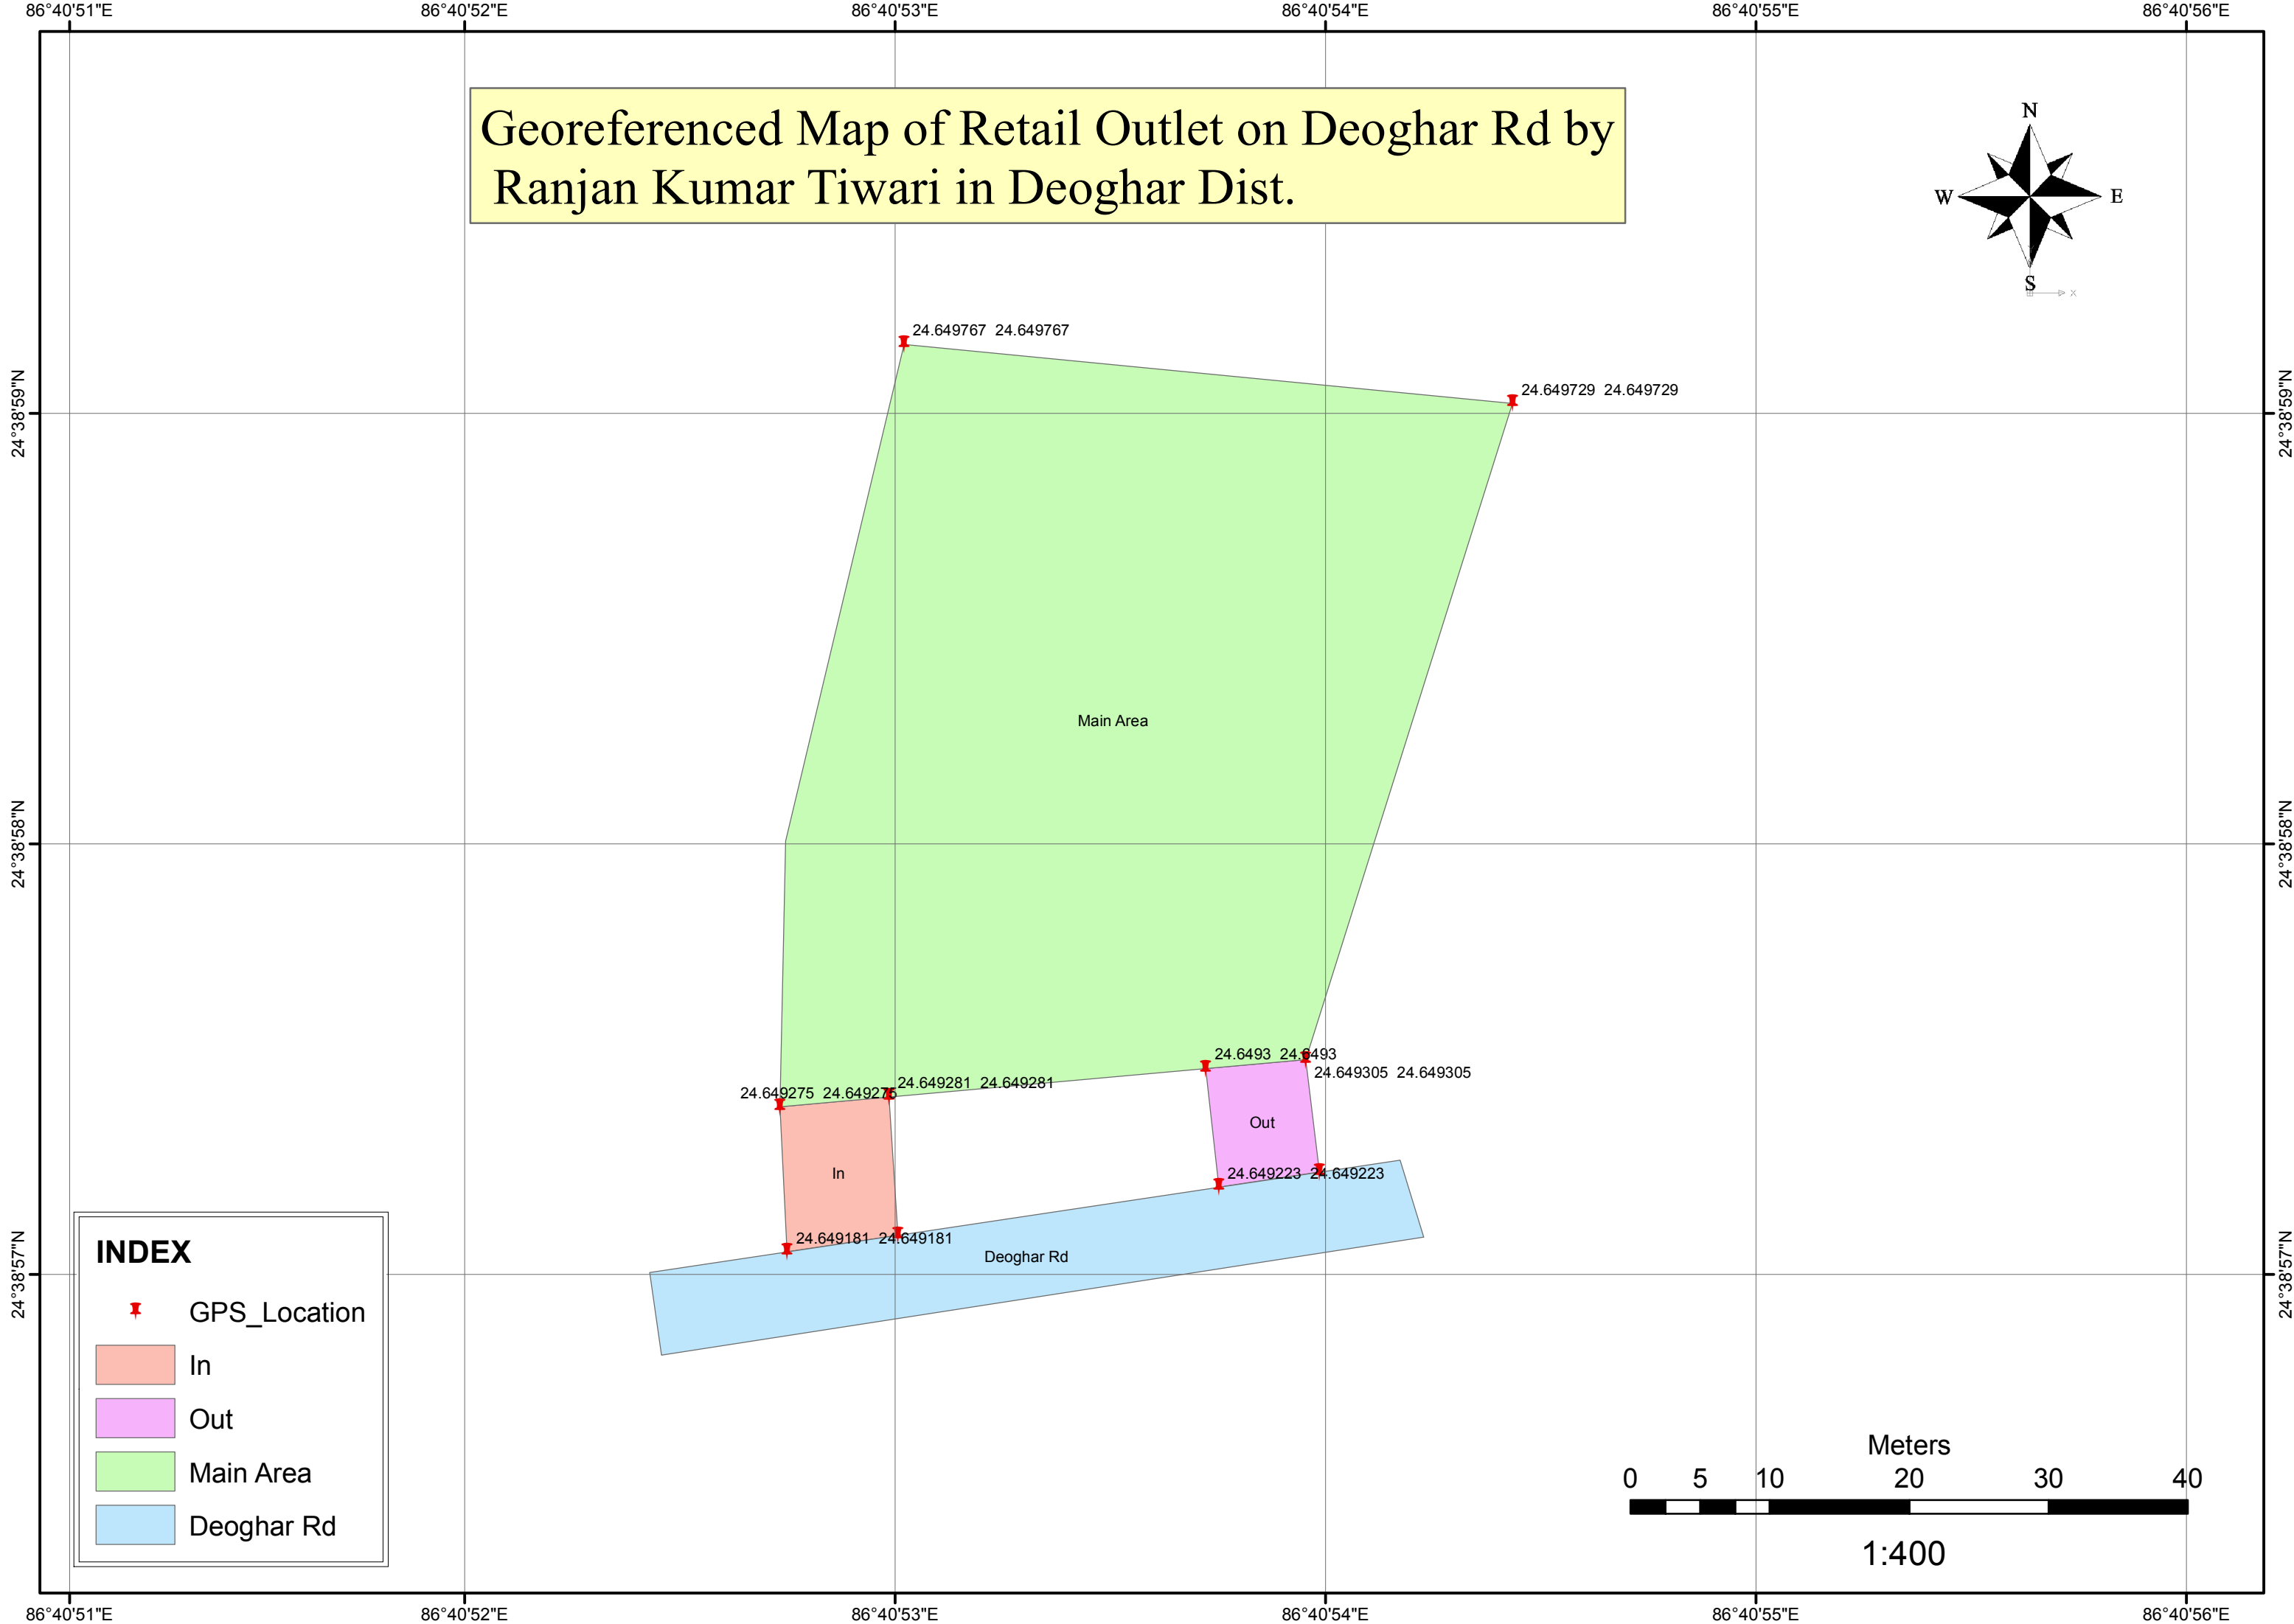 86°40'51"E 86°40'52"E 86°40'53"E 86°40'54"E 86°40'55"E 86°40'56"E
Georeferenced Map of Retail Outlet on Deoghar Rd by
Ranjan Kumar Tiwari in Deoghar Dist.
N
W E
S
X
24.649767 24.649767
24.649729 24.649729
24°38'59"N 24°38'59"N
Main Area
24°38'58"N 24°38'58"N
24.6493 24.6493
24.649305 24.649305
24.649281 24.649281
24.649275 24.649275
Out
In
24.649223 24.649223
24.649181 24.649181
Deoghar Rd
24°38'57"N 24°38'57"N
INDEX
GPS_Location
In
Out
Main Area
Deoghar Rd
Meters
0 5 10 20 30 40
1:400
86°40'51"E 86°40'52"E 86°40'53"E 86°40'54"E 86°40'55"E 86°40'56"E